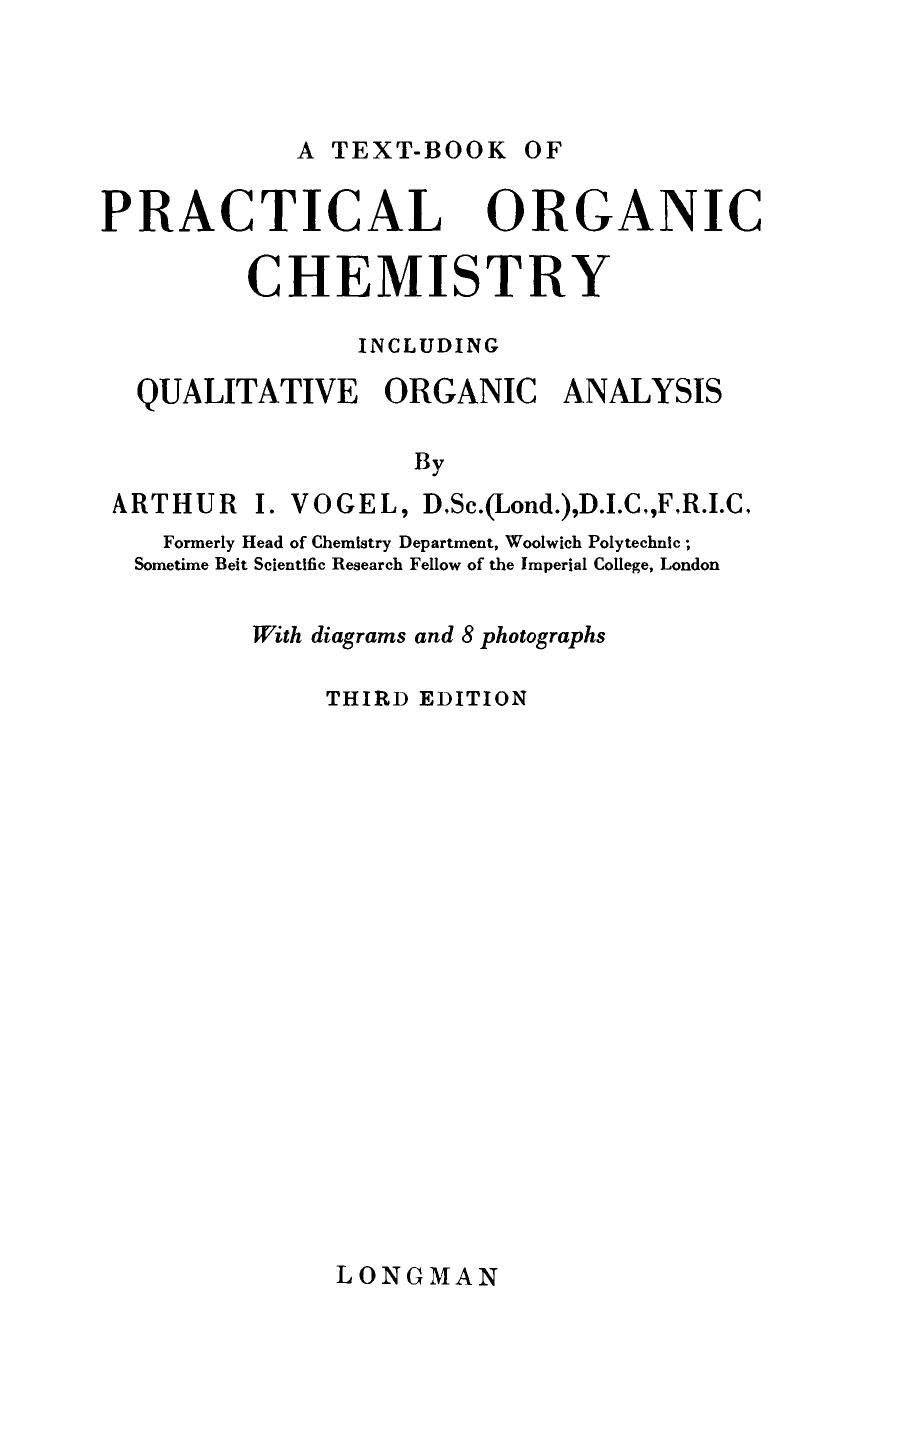 A TEXT-BOOK OF
PRACTICAL ORGANIC
CHEMISTRY
INCLUDING
QUALITATIVE ORGANIC ANALYSIS
By
ARTHUR I. VOGEL, D.Sc.(Lond.),D.I.C.,F.R.I.C.
Formerly Head of Chemistry Department, Woolwich Polytechnic ;
Sometime Beit Scientific Research Fellow of the Imperial College, London
With diagrams and 8 photographs
THIRD EDITION
LONGMAN